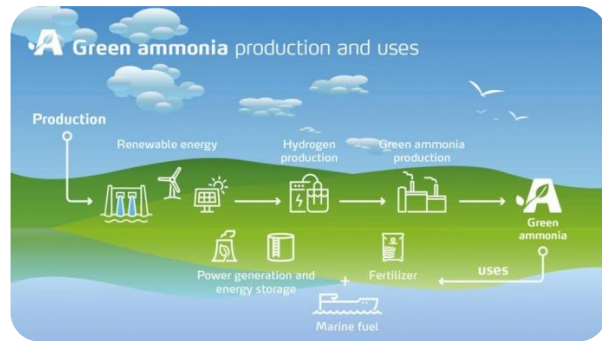 Green ammonia production and uses
Production
Renewable energy
Hydrogen
production
Green ammonia
production
Green
ammonia
Power generation and
energy storage
Fertilizer
uses
+
Marine fuel